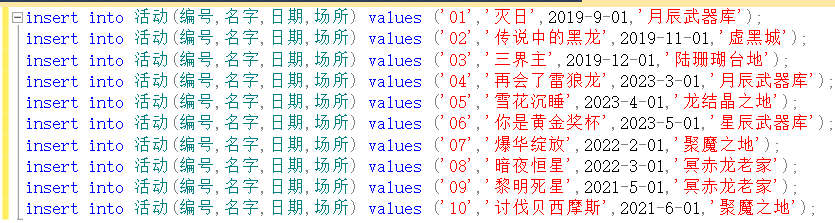 insert into 活动(编号,名字,日期,场所) values ('01','灭日',2019-9-01,'月辰武器库');
insert into 活动(编号,名字,日期,场所) values ('02','传说中的黑龙',2019-11-01,'虚黑城');
insert into 活动(编号,名字,日期,场所) values ('03','三界主',2019-12-01,'陆珊瑚台地');
insert into 活动(编号,名字,日期,场所) values ('04','再会了雷狼龙',2023-3-01,'月辰武器库');
insert into 活动(编号,名字,日期,场所) values ('05','雪花沉睡',2023-4-01,'龙结晶之地');
insert into 活动(编号,名字,日期,场所) values ('06','你是黄金奖杯',2023-5-01,'星辰武器库');
insert into 活动(编号,名字,日期,场所) values ('07','爆华绽放',2022-2-01,'聚魔之地');
insert into 活动(编号,名字,日期,场所) values ('08','暗夜恒星',2022-3-01,'冥赤龙老家');
insert into 活动(编号,名字,日期,场所) values ('09','黎明死星',2021-5-01,'冥赤龙老家');
insert into 活动(编号,名字,日期,场所) values ('10','讨伐贝西摩斯',2021-6-01,'聚魔之地');